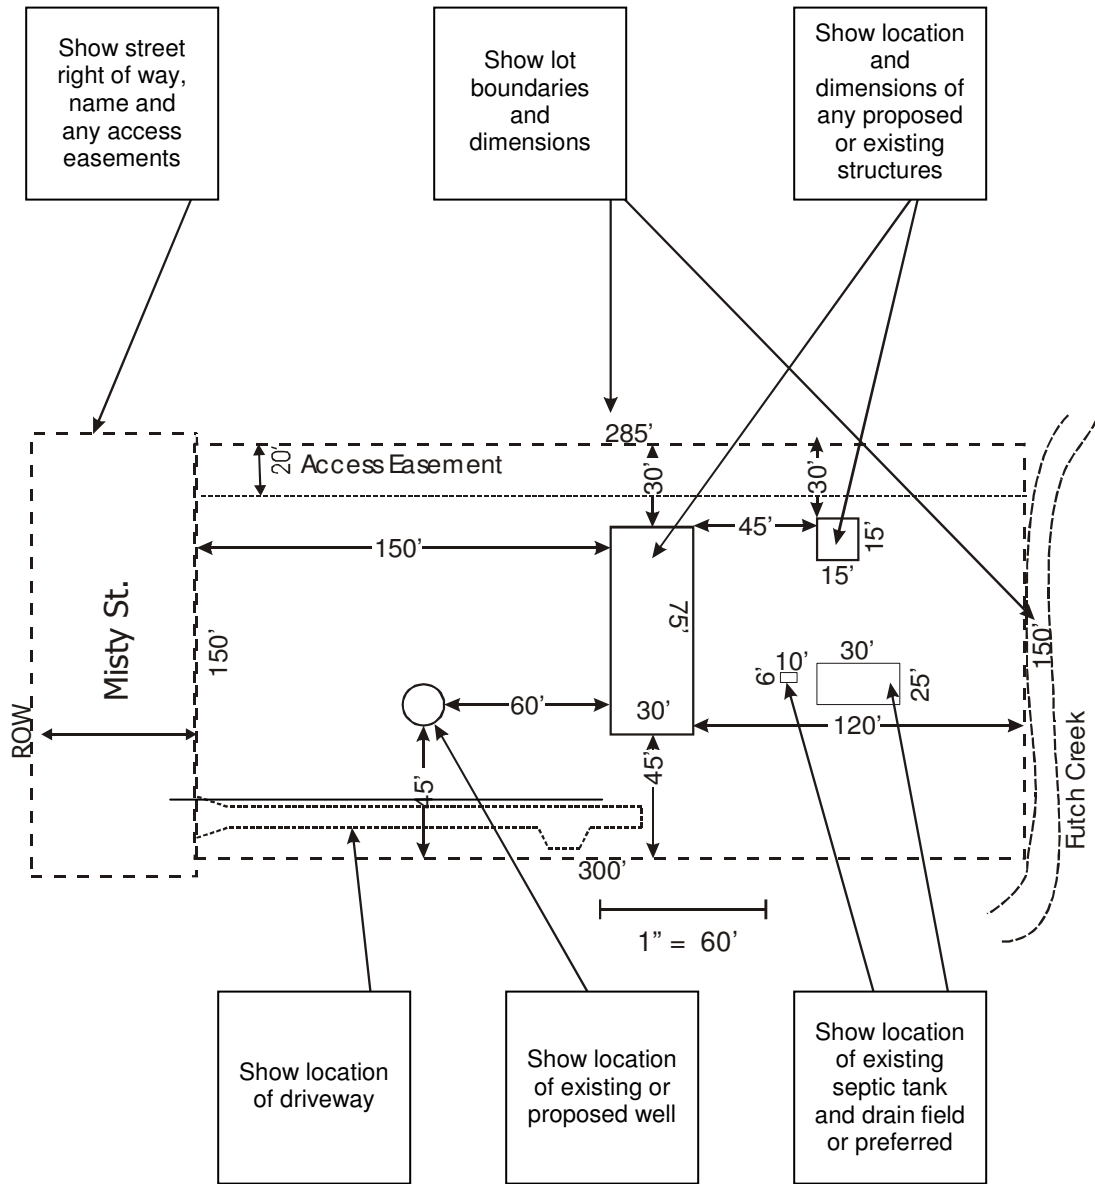 Show street
right of way,
name and
any access
easements
Show lot
boundaries
and
dimensions
Show location
and
dimensions of
any proposed
or existing
structures
285'
20'
Access Easement
30'
30'
45'
15'
15'
150'
Misty St.
150'
75'
30'
60'
10'
6'
30'
25'
120'
150'
ROW
45'
45'
300'
Futch Creek
1” = 60’
Show location
of driveway
Show location
of existing or
proposed well
Show location
of existing
septic tank
and drain field
or preferred